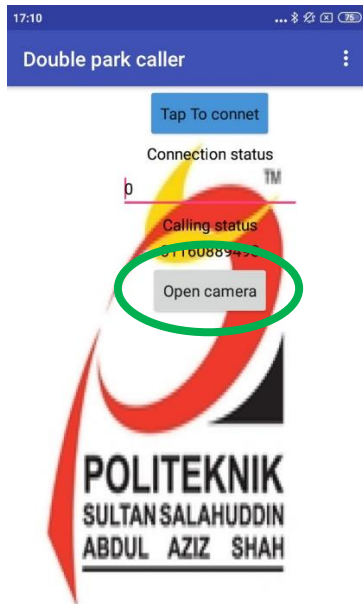 17:10
... 75
Double park caller
Tap To connet
Connection status
TM
0
Calling status
Open camera
POLITEKNIK
SULTAN SALAHUDDIN
ABDUL AZIZ SHAH